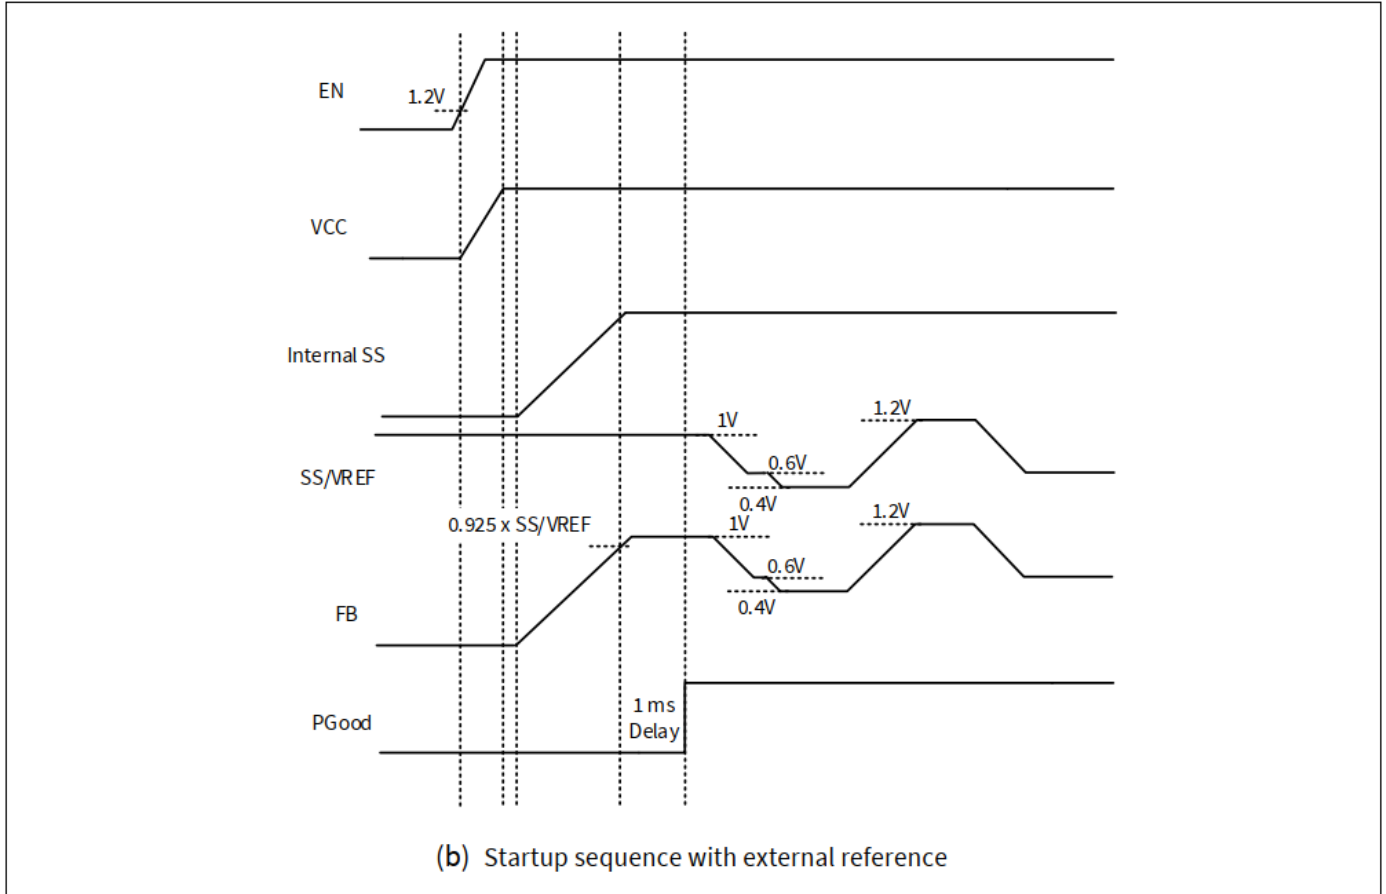 EN
1.2V
VCC
Internal SS
1.2V
1V
0.6V
SS/VREF
0.4V
1.2V
0.925 x SS/VREF
1V
0.6V
0.4V
FB
1 ms
PGood
Delay
(b) Startup sequence with external reference